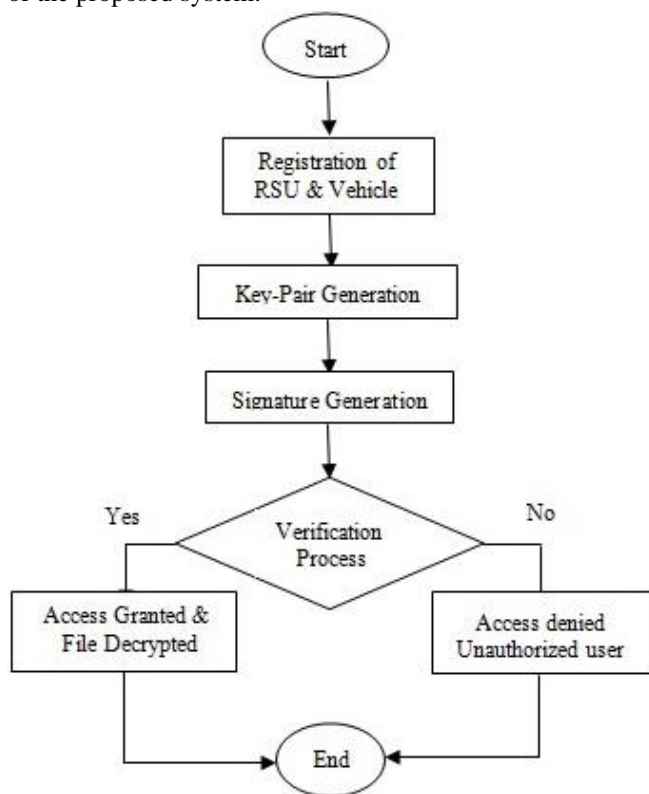 of the proposed system.
Start
Registration of
RSU & Vehicle
Key-Pair Generation
Signature Generation
Yes
No
Verification
Process
Access Granted &
File Decrypted
Access denied
Unauthorized user
End